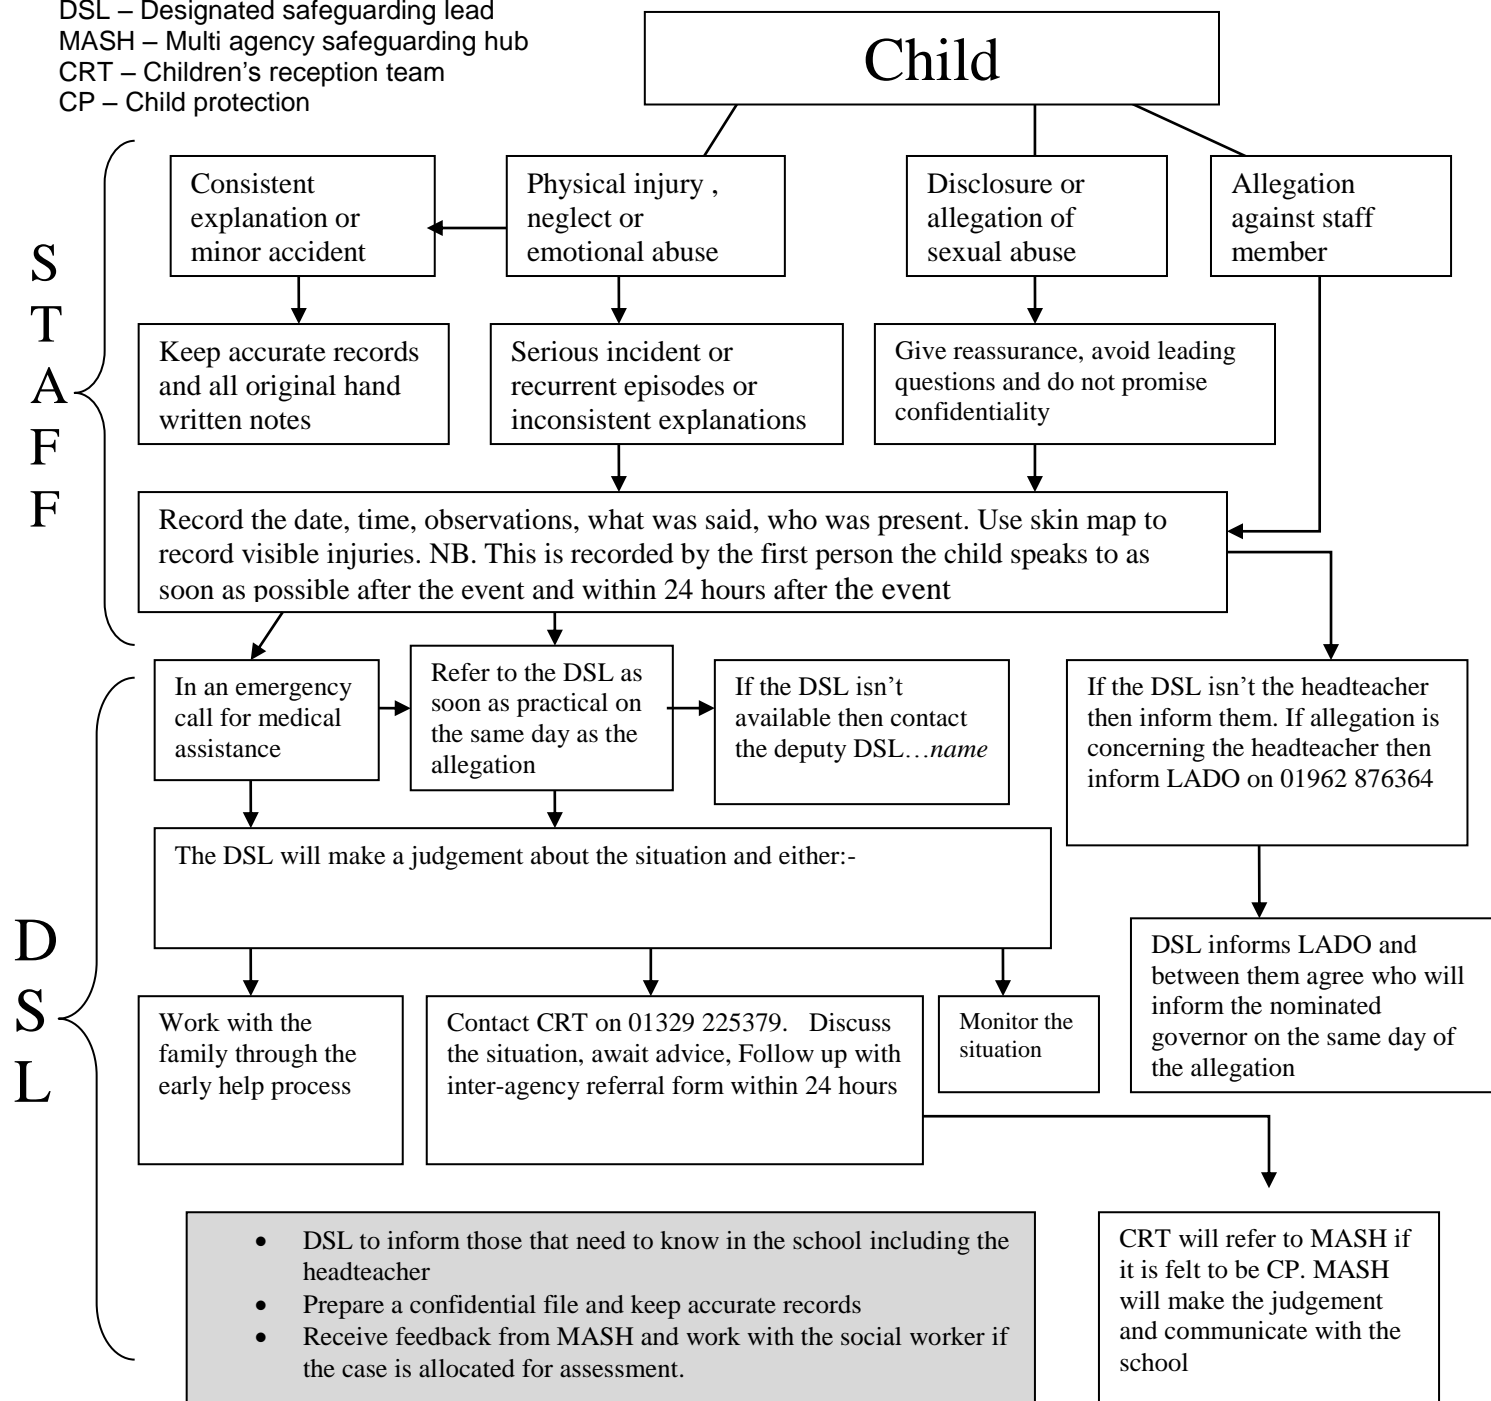 DSL – Designated safeguarding lead
MASH – Multi agency safeguarding hub
CRT – Children's reception team
CP – Child protection
Child
STAFF
Consistent
explanation or
minor accident
Physical injury ,
neglect or
emotional abuse
Disclosure or
allegation of
sexual abuse
Allegation
against staff
member
Keep accurate records
and all original hand
written notes
Serious incident or
recurrent episodes or
inconsistent explanations
Give reassurance, avoid leading
questions and do not promise
confidentiality
Record the date, time, observations, what was said, who was present. Use skin map to
record visible injuries. NB. This is recorded by the first person the child speaks to as
soon as possible after the event and within 24 hours after the event
DSL
In an emergency
call for medical
assistance
Refer to the DSL as
soon as practical on
the same day as the
allegation
If the DSL isn't
available then contact
the deputy DSL…name
If the DSL isn't the headteacher
then inform them. If allegation is
concerning the headteacher then
inform LADO on 01962 876364
The DSL will make a judgement about the situation and either:-
DSL informs LADO and
between them agree who will
inform the nominated
governor on the same day of
the allegation
Work with the
family through the
early help process
Contact CRT on 01329 225379.   Discuss
the situation, await advice, Follow up with
inter-agency referral form within 24 hours
Monitor the
situation
• DSL to inform those that need to know in the school including the
headteacher
• Prepare a confidential file and keep accurate records
• Receive feedback from MASH and work with the social worker if
the case is allocated for assessment.
CRT will refer to MASH if
it is felt to be CP. MASH
will make the judgement
and communicate with the
school